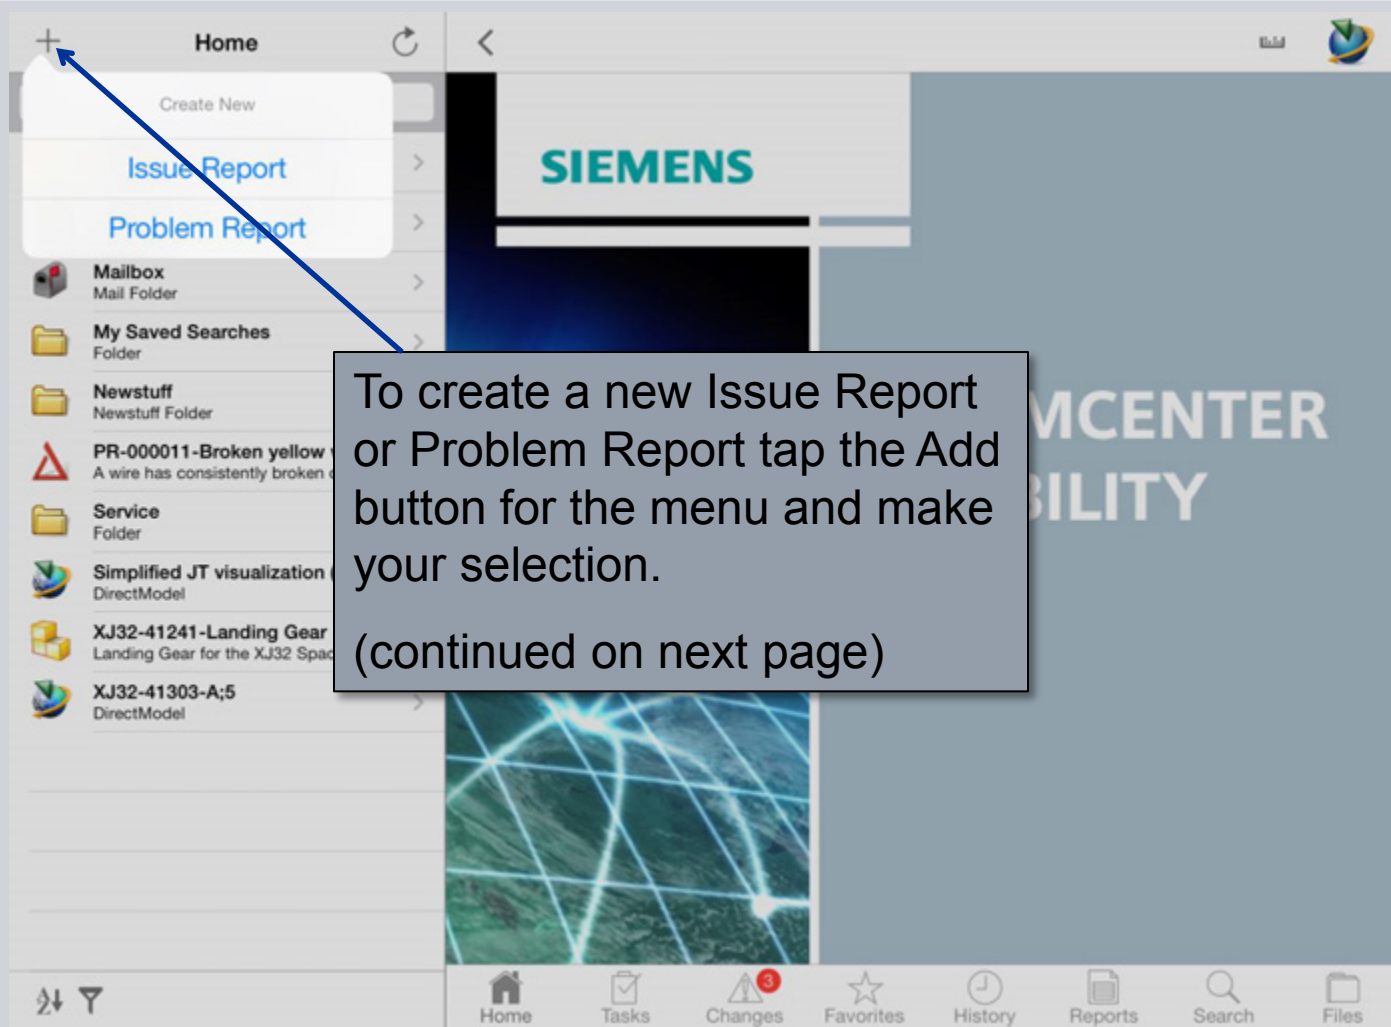 Home
Create New
Issue Report
Problem Report
Mailbox
Mail Folder
My Saved Searches
Folder
Newstuff
Newstuff Folder
PR-000011-Broken yellow
A wire has consistently broken
Service
Folder
Simplified JT visualization
DirectModel
XJ32-41241-Landing Gear
Landing Gear for the XJ32
XJ32-41303-A;5
DirectModel
SIEMENS
MCENTER
BILITY
To create a new Issue Report
or Problem Report tap the Add
button for the menu and make
your selection.
(continued on next page)
3
Home Tasks Changes Favorites History Reports Search Files